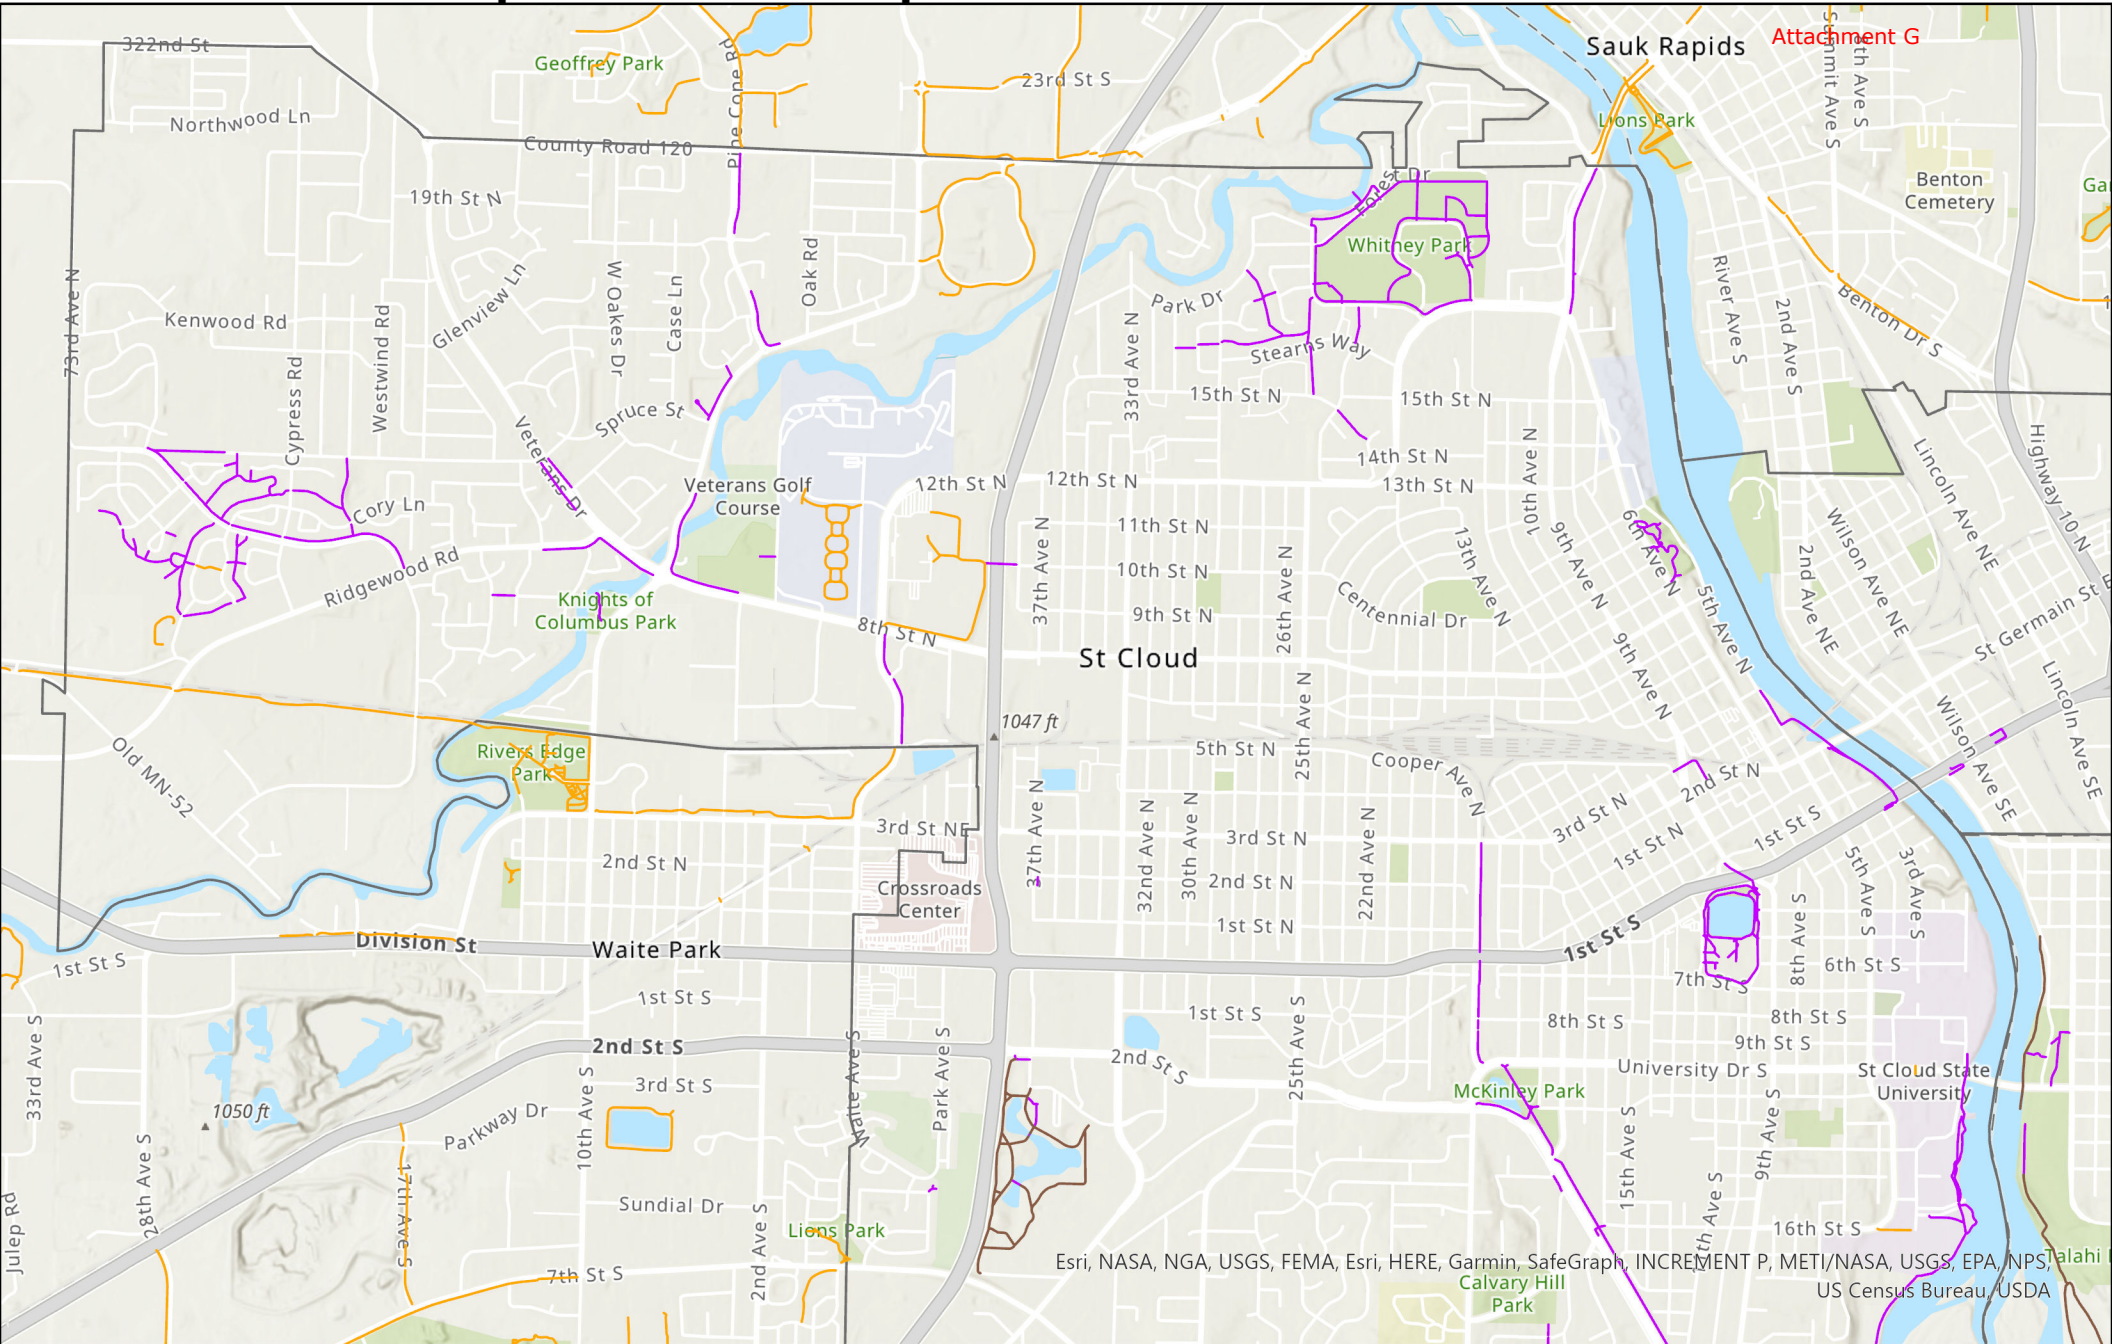 Attachment G
Sauk Rapids
322nd St
Geoffrey Park
Pine Cone Rd
23rd St S
Summit Ave S
8th Ave S
Northwood Ln
County Road 120
Lions Park
19th St N
Forest Dr
Benton
Cemetery
Whitney Park
73rd Ave N
Kenwood Rd
Cypress Rd
Westwind Rd
Glenview Ln
W Oakes Dr
Case Ln
Oak Rd
Park Dr
33rd Ave N
Stearns Way
River Ave S
2nd Ave S
Benton Dr S
Spruce St
15th St N
15th St N
Veterans Dr
Cory Ln
Veterans Golf
Course
12th St N
12th St N
14th St N
13th St N
10th Ave N
Lincoln Ave NE
Highway 10 N
Ridgewood Rd
11th St N
37th Ave N
10th St N
26th Ave N
13th Ave N
9th Ave N
6th Ave N
Wilson Ave NE
2nd Ave NE
Knights of
Columbus Park
9th St N
Centennial Dr
8th St N
5th Ave N
9th Ave N
St Germain St E
St Cloud
25th Ave N
Lincoln Ave SE
Wilson Ave SE
1047 ft
Old MN-52
Rivers Edge
Park
5th St N
Cooper Ave N
2nd St N
37th Ave N
32nd Ave N
30th Ave N
22nd Ave N
3rd St NE
3rd St N
3rd St N
1st St N
1st St S
2nd St N
2nd St N
Crossroads
Center
1st St N
5th Ave S
3rd Ave S
8th Ave S
Division St
Waite Park
1st St S
1st St S
7th St S
6th St S
1st St S
1st St S
8th St S
8th St S
9th St S
33rd Ave S
2nd St S
Waite Ave S
Park Ave S
2nd St S
25th Ave S
University Dr S
St Cloud State
University
3rd St S
McKinley Park
1050 ft
Parkway Dr
10th Ave S
28th Ave S
17th Ave S
15th Ave S
9th Ave S
Julep Rd
Sundial Dr
2nd Ave S
Lions Park
16th St S
7th St S
Esri, NASA, NGA, USGS, FEMA, Esri, HERE, Garmin, SafeGraph, INCREMENT P, METI/NASA, USGS, EPA, NPS,
US Census Bureau, USDA
Talahi
Calvary Hill
Park